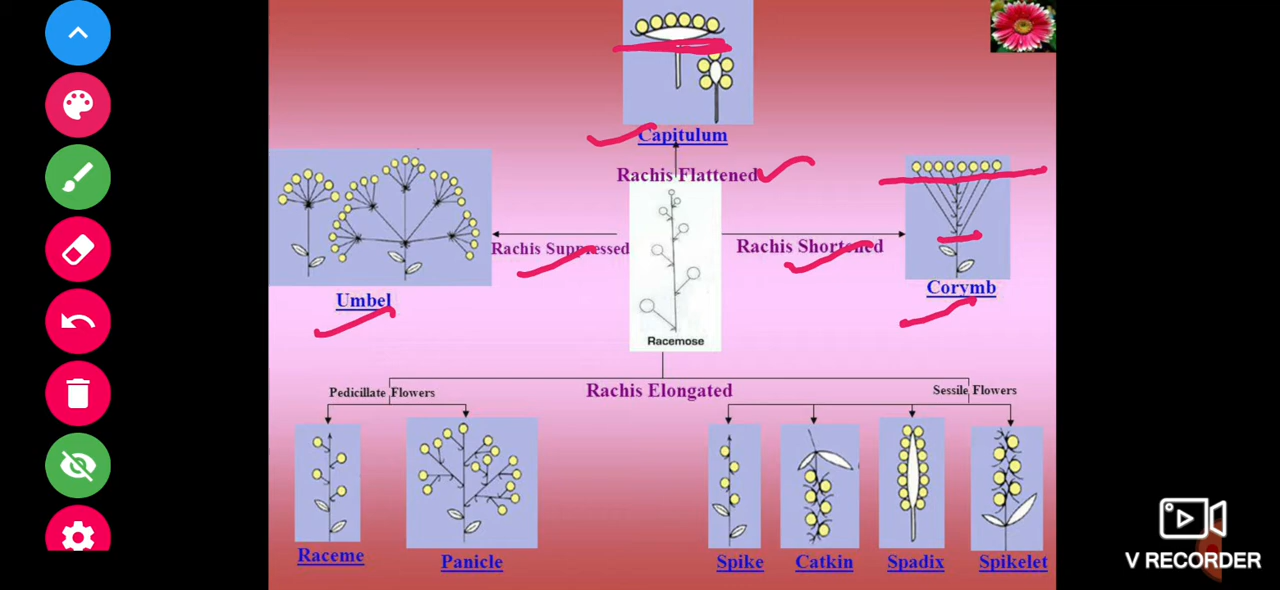 Capitulum
Rachis Flattened
Rachis Suppressed
Rachis Shortened
Umbel
Corymb
Racemose
Rachis Elongated
Pedicillate Flowers
Sessile Flowers
Raceme
Panicle
Spike
Catkin
Spadix
Spikelet
V RECORDER